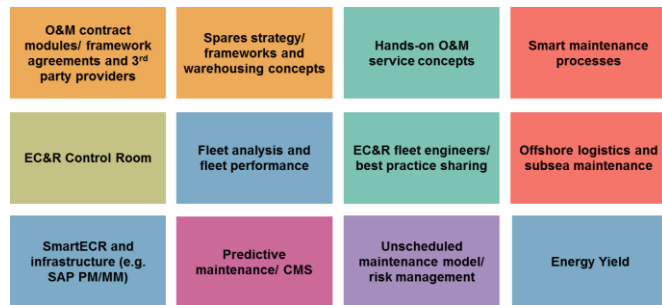 O&M contract
modules/ framework
agreements and 3rd
party providers
Spares strategy/
frameworks and
warehousing concepts
Hands-on O&M
service concepts
Smart maintenance
processes
EC&R Control Room
Fleet analysis and
fleet performance
EC&R fleet engineers/
best practice sharing
Offshore logistics and
subsea maintenance
SmartECR and
infrastructure (e.g.
SAP PM/MM)
Predictive
maintenance/ CMS
Unscheduled
maintenance model/
risk management
Energy Yield